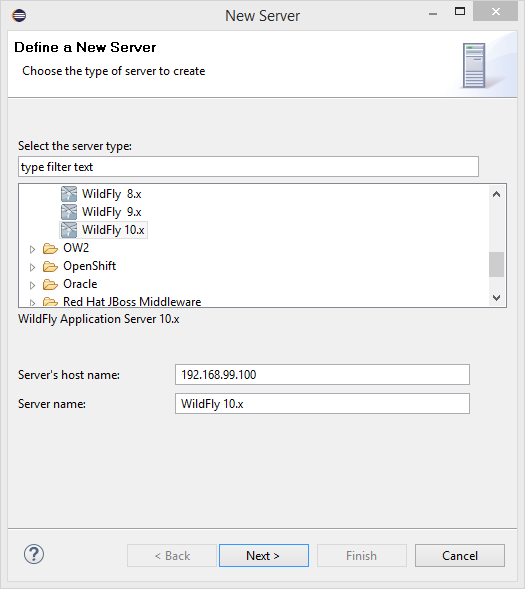 New Server
Define a New Server
Choose the type of server to create
Select the server type:
type filter text
WildFly 8.x
WildFly 9.x
WildFly 10.x
OW2
OpenShift
Oracle
Red Hat JBoss Middleware
WildFly Application Server 10.x
Server's host name: 192.168.99.100
Server name: WildFly 10.x
? < Back Next > Finish Cancel